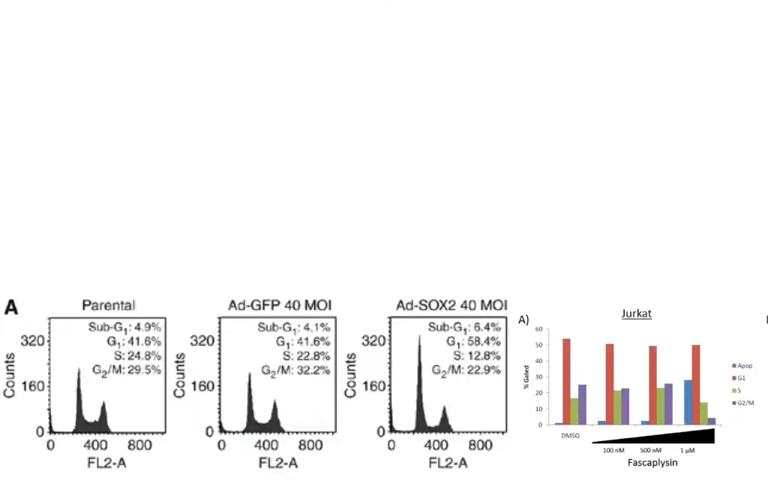 A
Parental
Sub-G1: 4.9%
G1: 41.6%
S: 24.8%
G2/M: 29.5%
Counts
320
160
0
0 400 800
FL2-A
Ad-GFP 40 MOI
Sub-G1: 4.1%
G1: 41.6%
S: 22.8%
G2/M: 32.2%
Counts
320
160
0
0 400 800
FL2-A
Ad-SOX2 40 MOI
Sub-G1: 6.4%
G1: 58.4%
S: 12.8%
G2/M: 22.9%
Counts
320
160
0
0 400 800
FL2-A
A)
Jurkat
% Gated
60
50
40
30
20
10
0
DMSO
100 nM 500 nM 1 µM
Fascaplysin
Apop
G1
S
G2/M